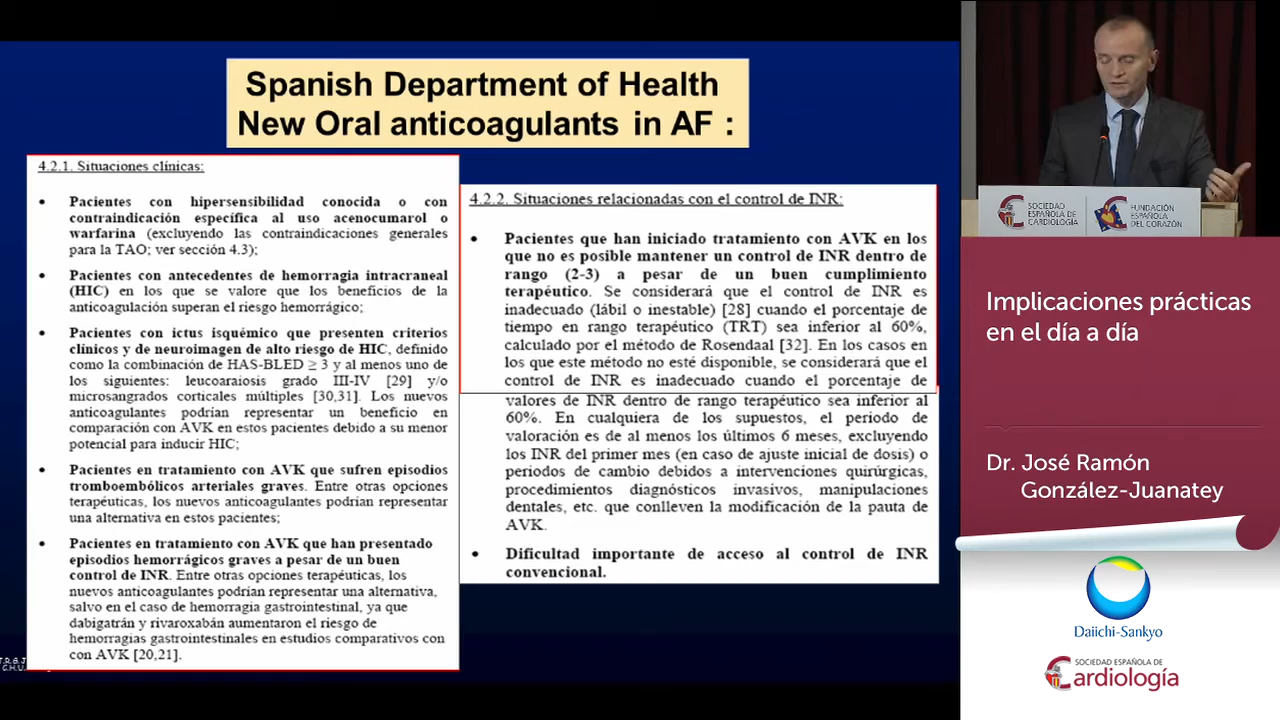 Spanish Department of Health
New Oral anticoagulants in AF :
4.2.1. Situaciones clínicas:
• Pacientes con hipersensibilidad conocida o con
contraindicación específica al uso acenocumarol o
warfarina (excluyendo las contraindicaciones generales
para la TAO; ver sección 4.3);
• Pacientes con antecedentes de hemorragia intracraneal
(HIC) en los que se valore que los beneficios de la
anticoagulación superan el riesgo hemorrágico;
• Pacientes con ictus isquémico que presenten criterios
clínicos y de neuroimagen de alto riesgo de HIC, definido
como la combinación de HAS-BLED ≥ 3 y al menos uno de
los siguientes: leucoaraiosis grado III-IV [29] y/o
microsangrados corticales múltiples [30,31]. Los nuevos
anticoagulantes podrían representar un beneficio en
comparación con AVK en estos pacientes debido a su menor
potencial para inducir HIC;
• Pacientes en tratamiento con AVK que sufren episodios
tromboembólicos arteriales graves. Entre otras opciones
terapéuticas, los nuevos anticoagulantes podrían representar
una alternativa en estos pacientes;
• Pacientes en tratamiento con AVK que han presentado
episodios hemorrágicos graves a pesar de un buen
control de INR. Entre otras opciones terapéuticas, los
nuevos anticoagulantes podrían representar una alternativa,
salvo en el caso de hemorragia gastrointestinal, ya que
dabigatrán y rivaroxabán aumentaron el riesgo de
hemorragias gastrointestinales en estudios comparativos con
con AVK [20,21].
4.2.2. Situaciones relacionadas con el control de INR:
• Pacientes que han iniciado tratamiento con AVK en los
que no es posible mantener un control de INR dentro de
rango (2-3) a pesar de un buen cumplimiento
terapéutico. Se considerará que el control de INR es
inadecuado (lábil o inestable) [28] cuando el porcentaje de
tiempo en rango terapéutico (TRT) sea inferior al 60%,
calculado por el método de Rosendaal [32]. En los casos en
los que este método no esté disponible, se considerará que el
control de INR es inadecuado cuando el porcentaje de
valores de INR dentro de rango terapéutico sea inferior al
60%. En cualquiera de los supuestos, el periodo de
valoración es de al menos los últimos 6 meses, excluyendo
los INR del primer mes (en caso de ajuste inicial de dosis) o
periodos de cambio debidos a intervenciones quirúrgicas,
procedimientos diagnósticos invasivos, manipulaciones
dentales, etc. que conlleven la modificación de la pauta de
AVK.
• Dificultad importante de acceso al control de INR
convencional.
SOCIEDAD
ESPAÑOLA DE
CARDIOLOGÍA
FUNDACIÓN
ESPAÑOLA
DEL CORAZÓN
Implicaciones prácticas
en el día a día
Dr. José Ramón
González-Juanatey
Daiichi-Sankyo
SOCIEDAD ESPAÑOLA DE
Cardiología